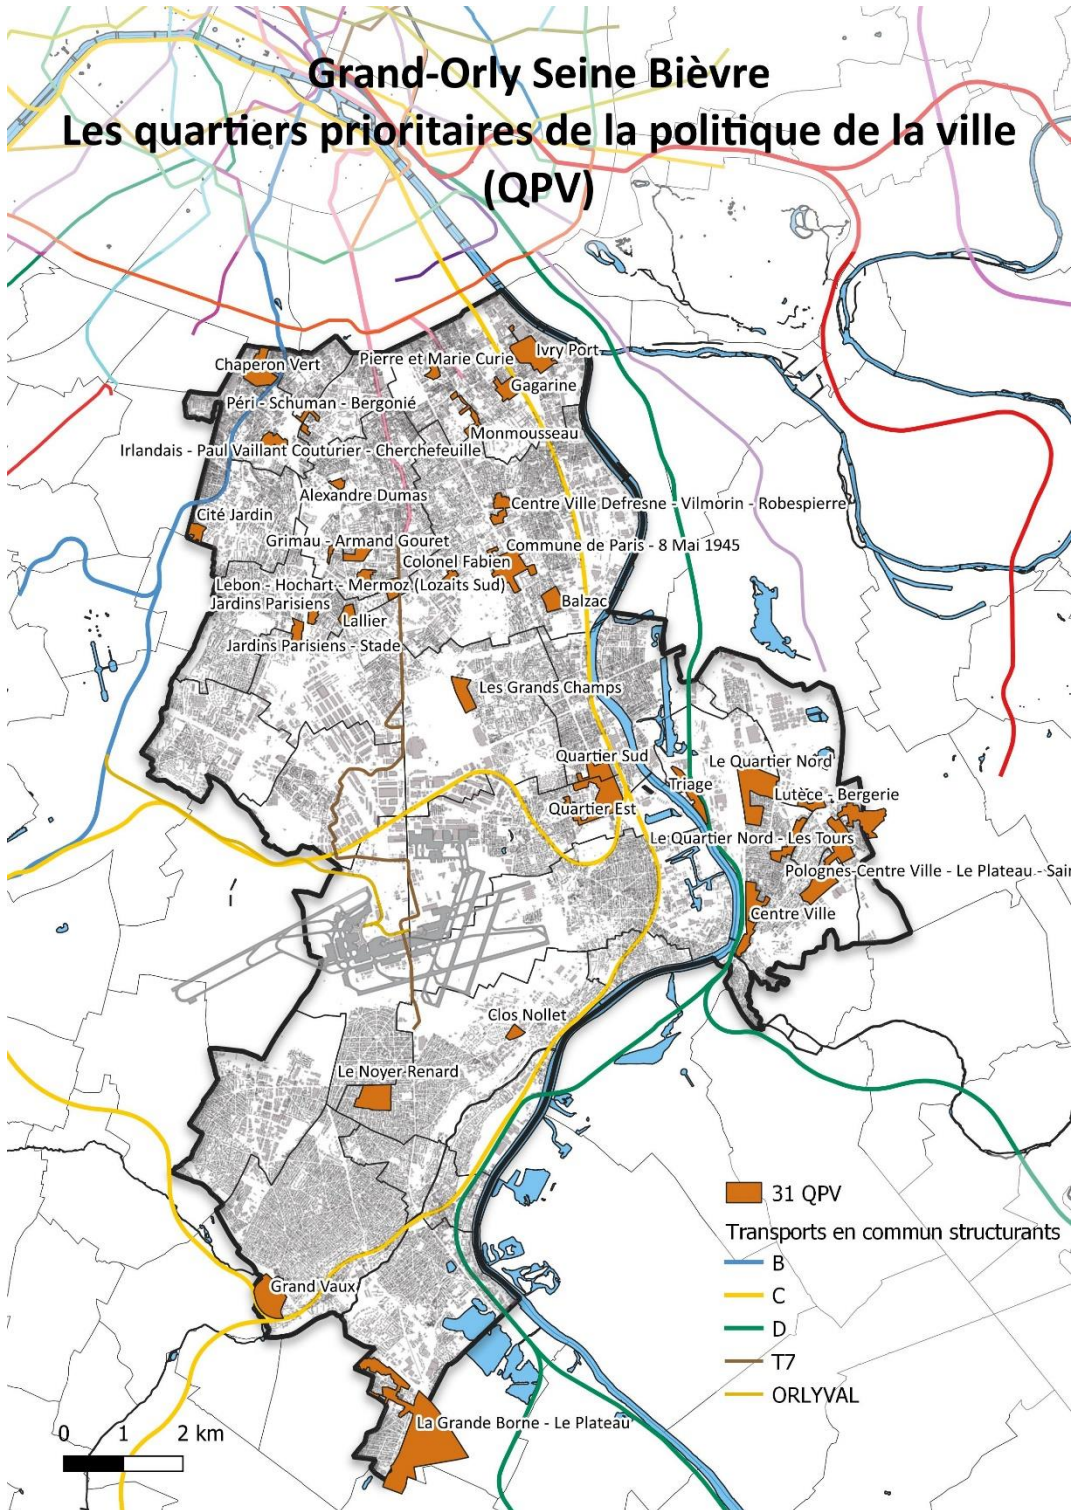 Grand-Orly Seine Bièvre
Les quartiers prioritaires de la politique de la ville
(QPV)
Chaperon Vert
Pierre et Marie Curie
Ivry Port
Gagarine
Péri - Schuman - Bergonié
Monmousseau
Irlandais - Paul Vaillant Couturier - Cherchefeuille
Alexandre Dumas
Centre Ville Defresne - Vilmorin - Robespierre
Cité Jardin
Grimau - Armand Gouret
Commune de Paris - 8 Mai 1945
Colonel Fabien
Lebon - Hochart - Mermoz (Lozaits Sud)
Jardins Parisiens
Balzac
Lallier
Jardins Parisiens - Stade
Les Grands Champs
Quartier Sud
Le Quartier Nord
Triage
Lutèce - Bergerie
Quartier Est
Le Quartier Nord - Les Tours
Polognes-Centre Ville - Le Plateau - Sain
Centre Ville
Clos Nollet
Le Noyer-Renard
Grand Vaux
La Grande Borne - Le Plateau
31 QPV
Transports en commun structurants
B
C
D
T7
ORLYVAL
0 1 2 km